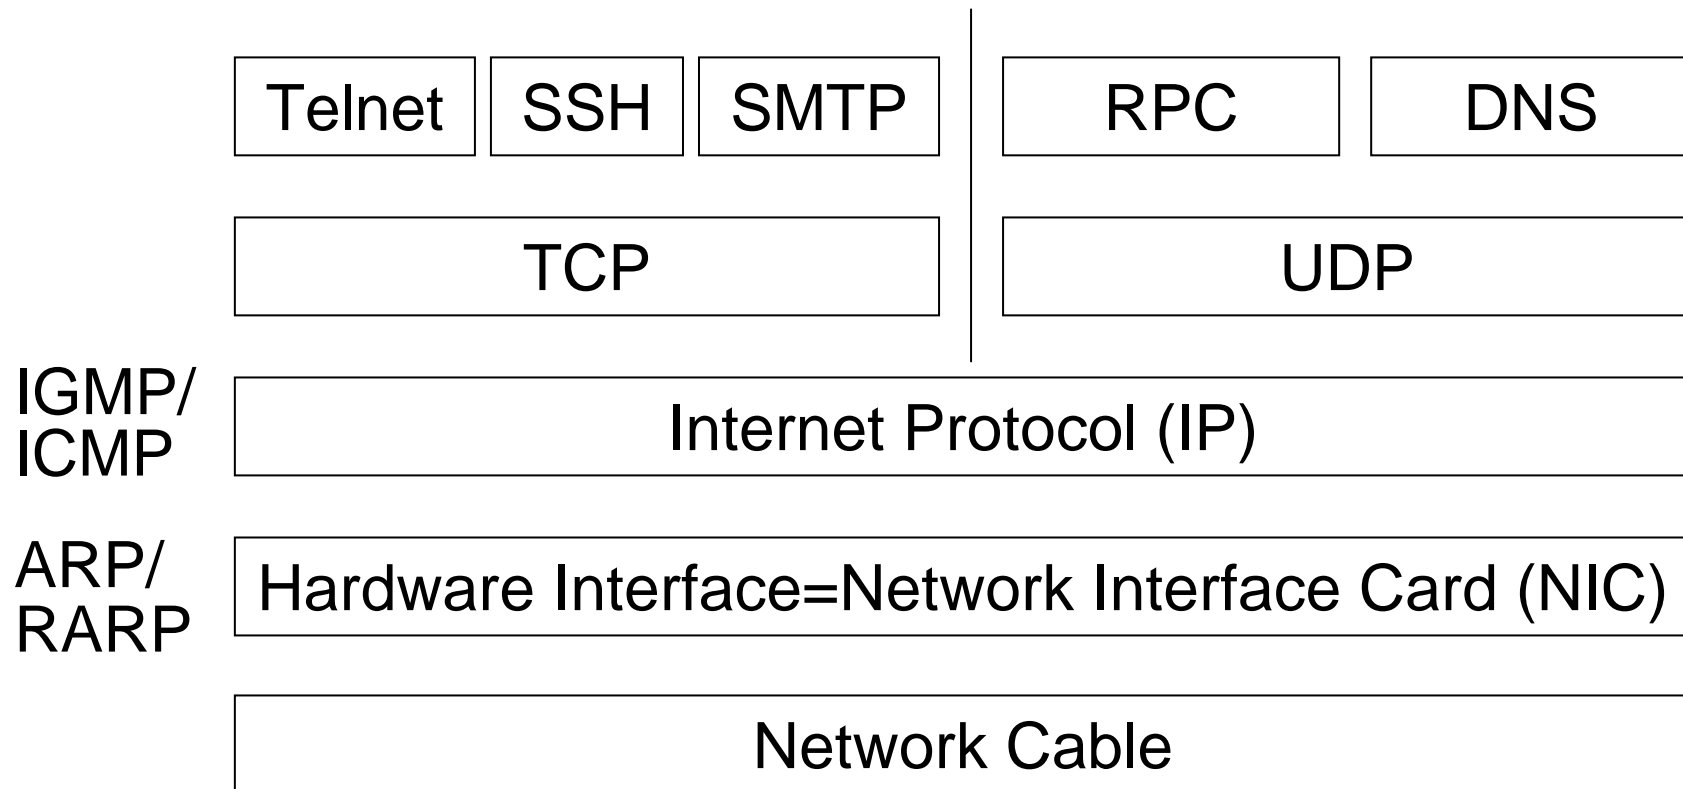 Telnet SSH SMTP RPC DNS
TCP UDP
IGMP/
ICMP
Internet Protocol (IP)
ARP/
RARP
Hardware Interface=Network Interface Card (NIC)
Network Cable